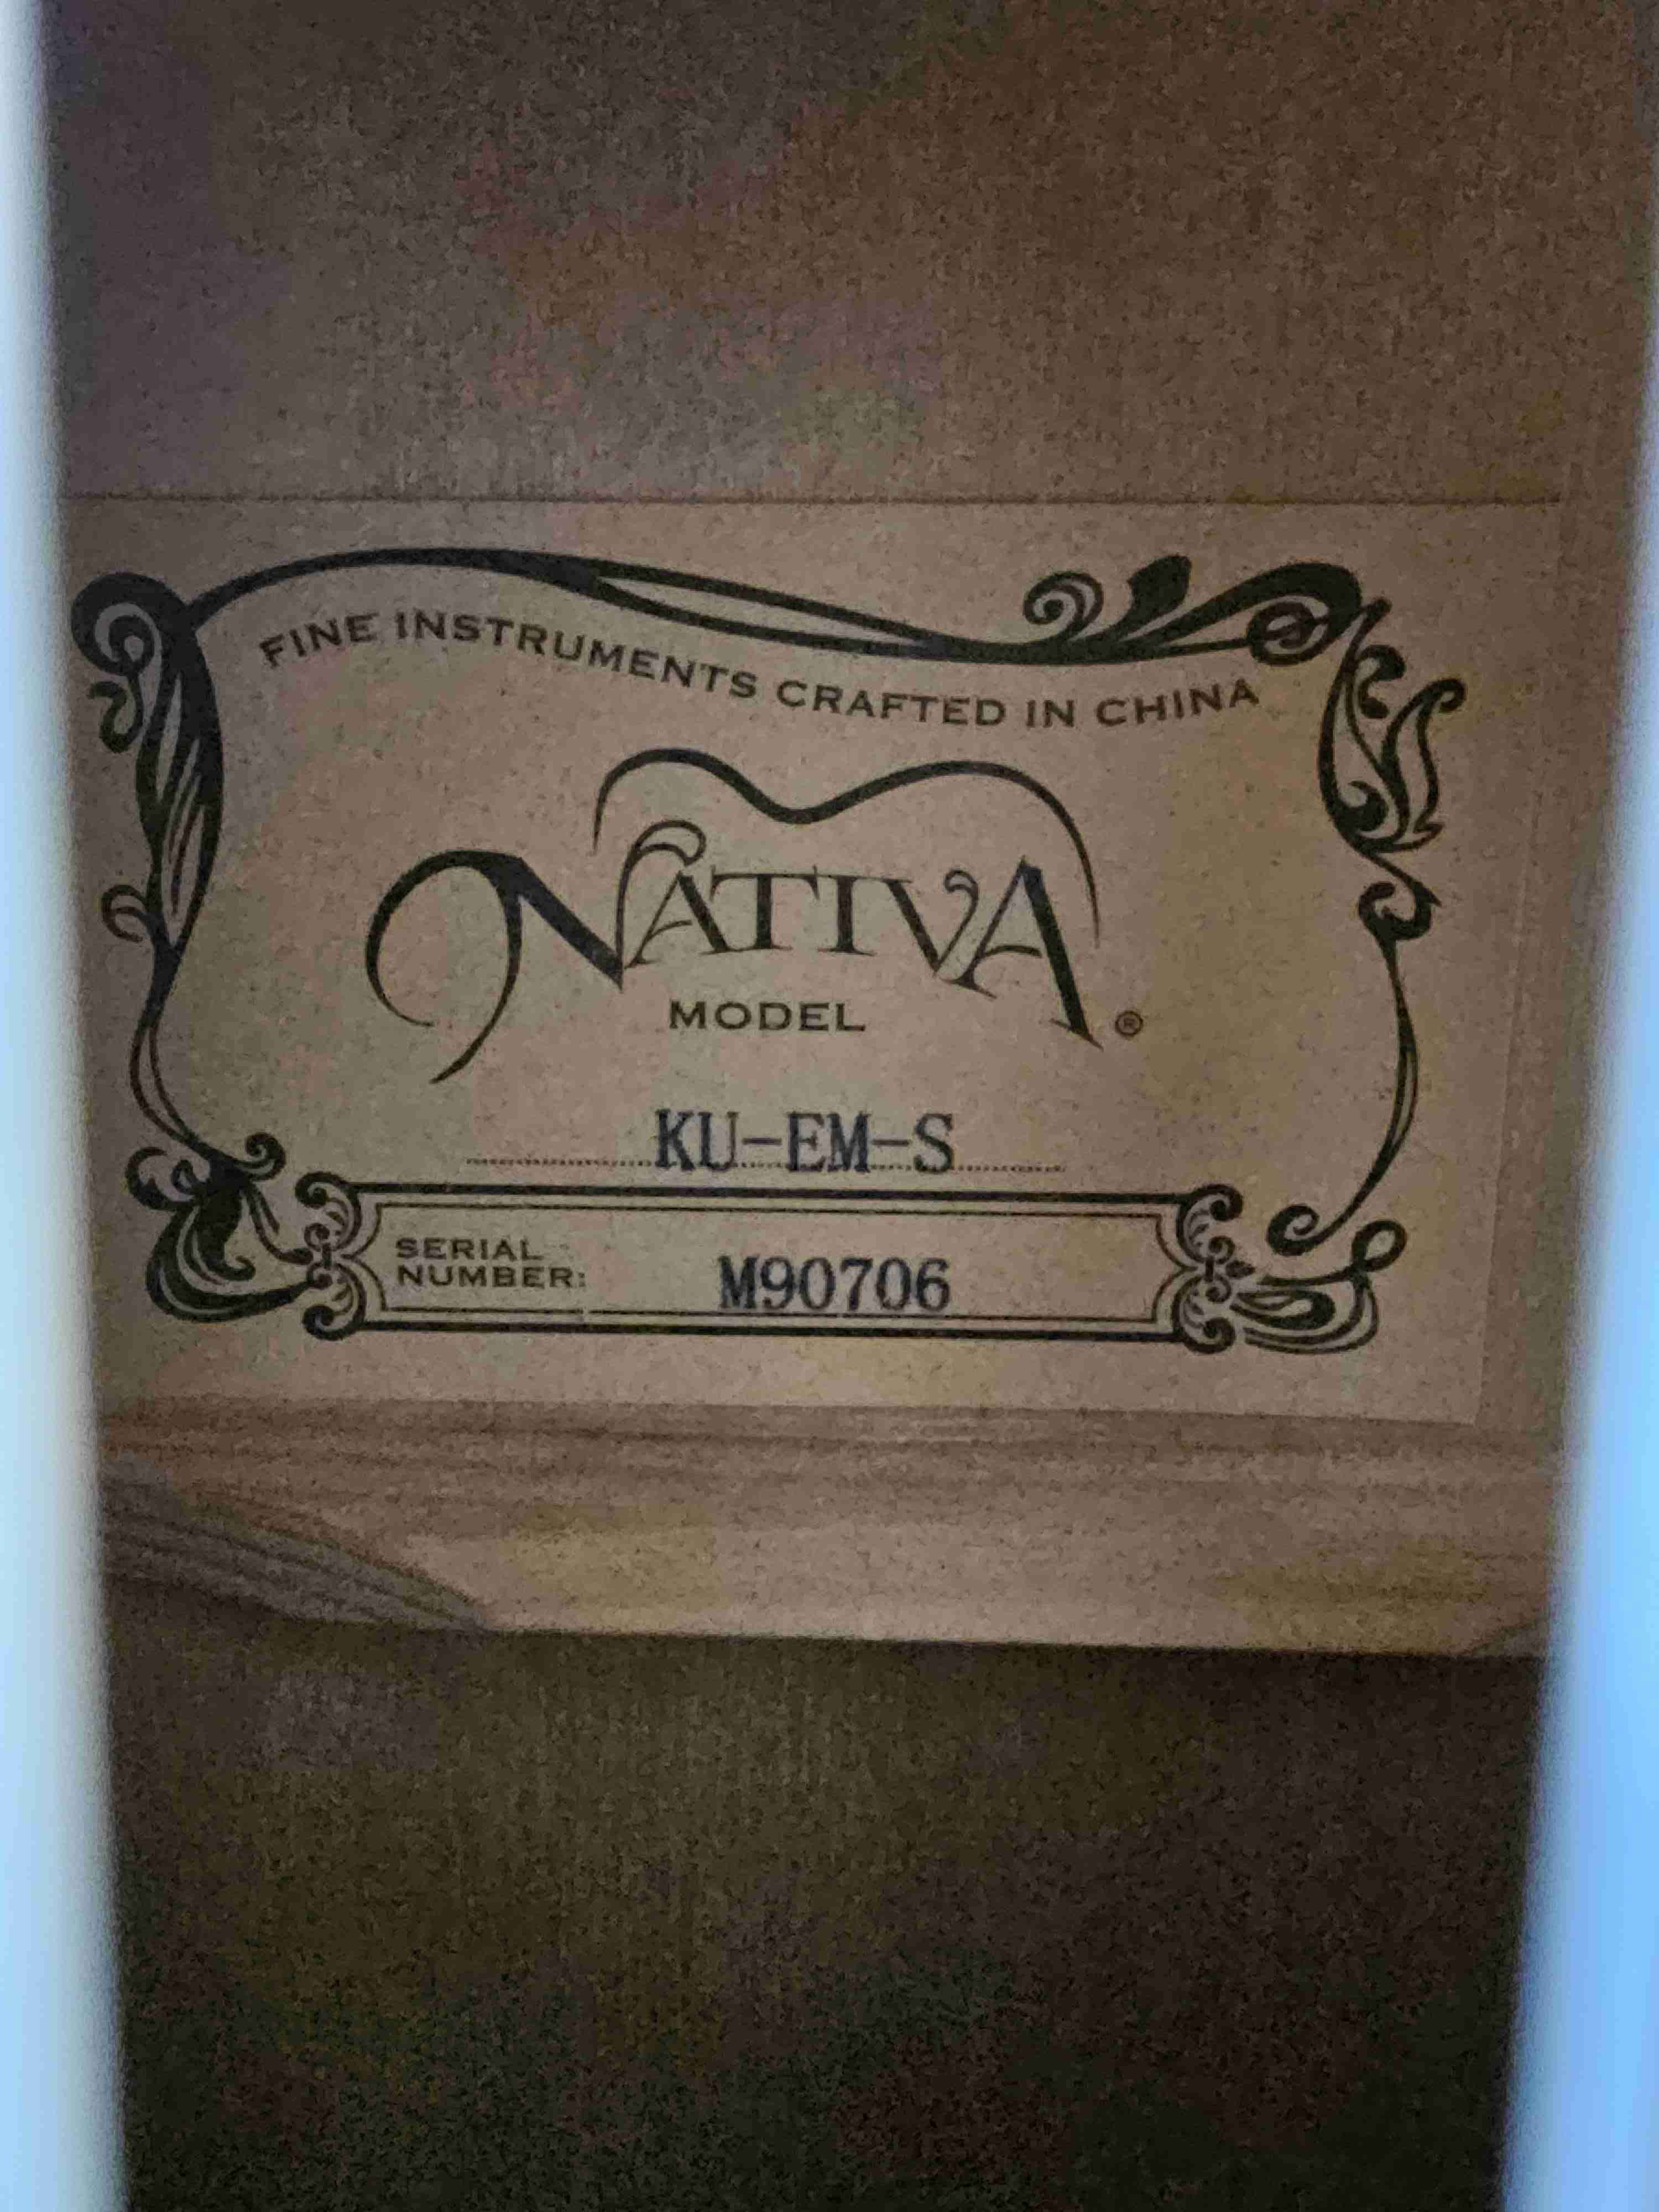 FINE INSTRUMENTS CRAFTED IN CHINA
NATIVA
MODEL ®
KU-EM-S
SERIAL
NUMBER: M90706